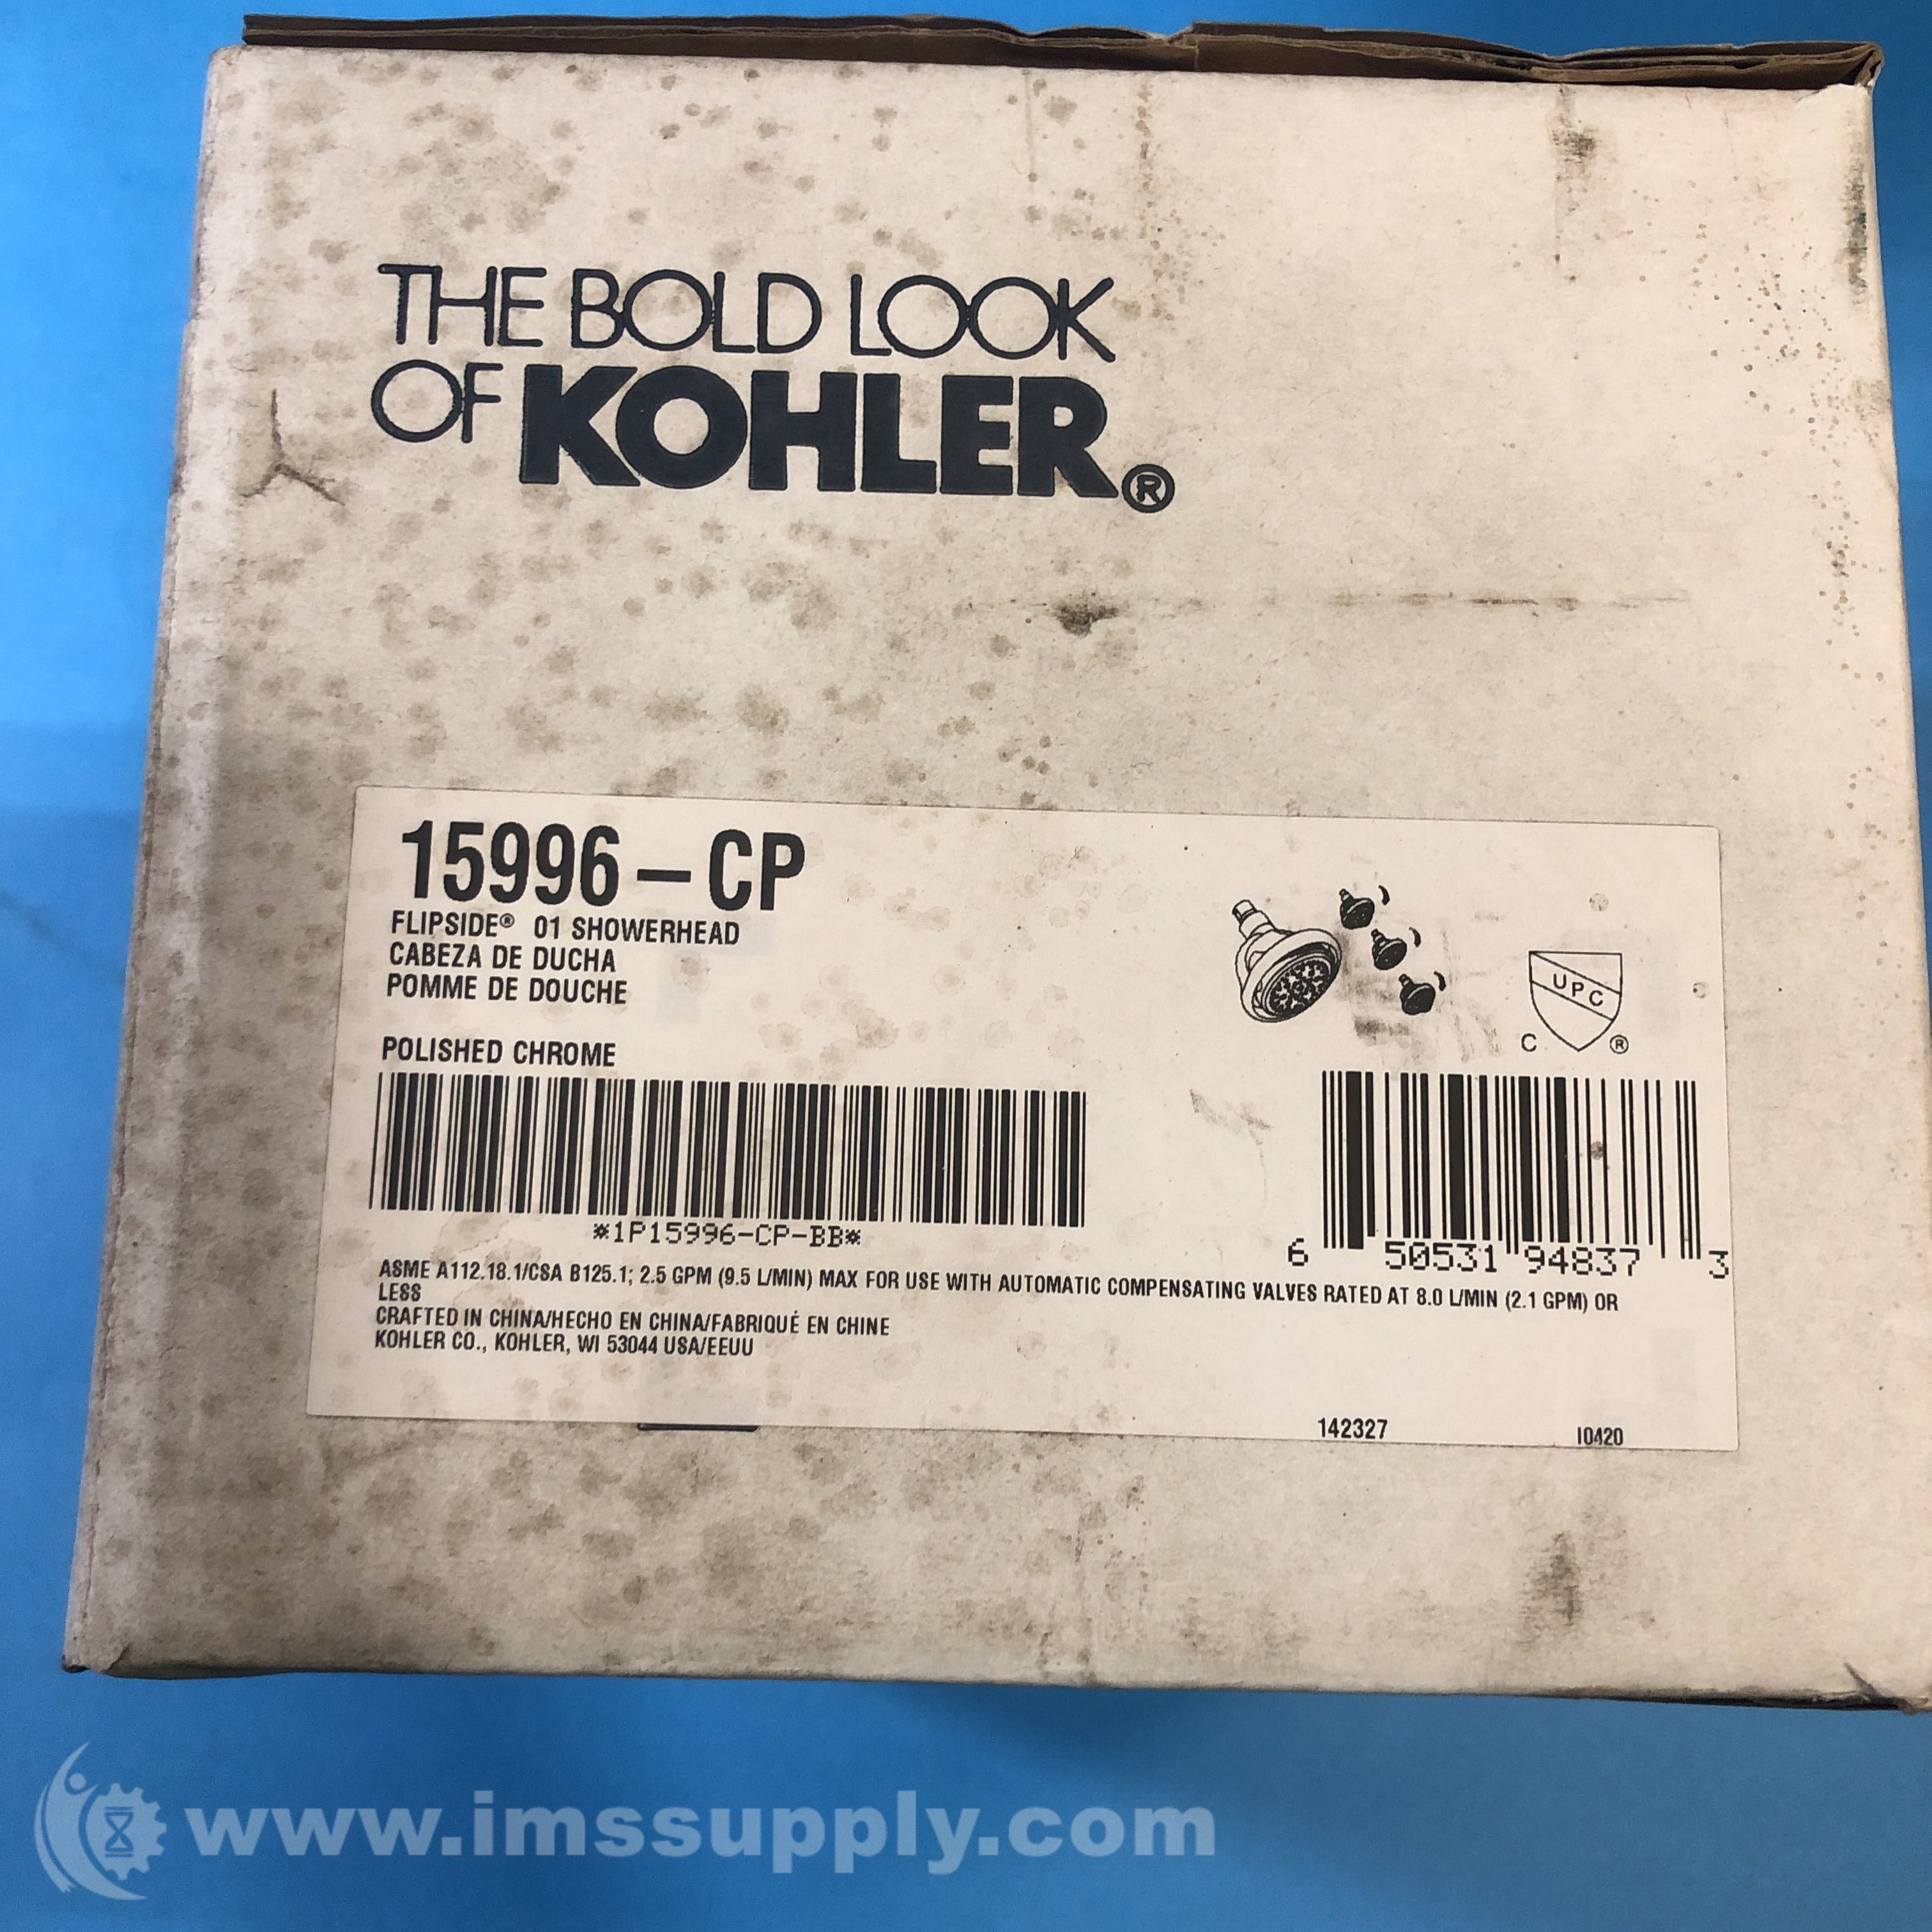 THE BOLD LOOK
OF KOHLER®
15996-CP
FLIPSIDE® 01 SHOWERHEAD
CABEZA DE DUCHA
POMME DE DOUCHE
POLISHED CHROME
UPC
C ®
*1P15996-CP-BB*
6 50531 94837 3
ASME A112.18.1/CSA B125.1; 2.5 GPM (9.5 L/MIN) MAX FOR USE WITH AUTOMATIC COMPENSATING VALVES RATED AT 8.0 L/MIN (2.1 GPM) OR
LESS
CRAFTED IN CHINA/HECHO EN CHINA/FABRIQUÉ EN CHINE
KOHLER CO., KOHLER, WI 53044 USA/EEUU
142327 I0420
www.imssupply.com